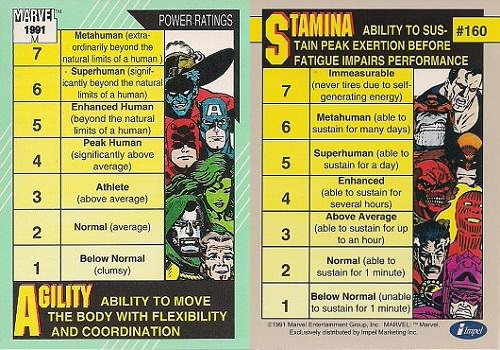 MARVEL
1991
M
POWER RATINGS
7
Metahuman (extra-
ordinarily beyond the
natural limits of a human )
6
Superhuman (signif-
icantly beyond the natural
limits of a human )
5
Enhanced Human
(beyond the natural
limits of a human )
4
Peak Human
(significantly above
average)
3
Athlete
(above average)
2
Normal (average)
1
Below Normal
(clumsy)
AGILITY ABILITY TO MOVE
THE BODY WITH FLEXIBILITY
AND COORDINATION
STAMINA ABILITY TO SUS-
TAIN PEAK EXERTION BEFORE
FATIGUE IMPAIRS PERFORMANCE
#160
7
Immeasurable
(never tires due to self-
generating energy)
6
Metahuman (able to
sustain for many days)
5
Superhuman (able to
sustain for a day)
4
Enhanced
(able to sustain for
several hours)
3
Above Average
(able to sustain for up
to an hour)
2
Normal (able to
sustain for 1 minute)
1
Below Normal (unable
to sustain for 1 minute)
©1991 Marvel Entertainment Group, Inc. MARVEL: ™ Marvel.
Exclusively distributed by Impel Marketing Inc.
Impel